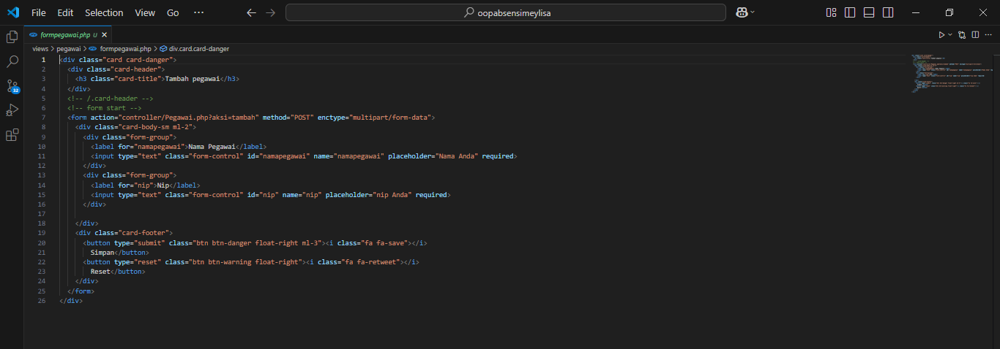 File Edit Selection View Go ··· oopabsensimeylisa
formpegawai.php U
views > pegawai > formpegawai.php > div.card.card-danger
1 <div class="card card-danger">
2 <div class="card-header">
3 <h3 class="card-title">Tambah pegawai</h3>
4 </div>
5 <!-- /.card-header -->
6 <!-- form start -->
7 <form action="controller/Pegawai.php?aksi=tambah" method="POST" enctype="multipart/form-data">
8 <div class="card-body-sm ml-2">
9 <div class="form-group">
10 <label for="namapegawai">Nama Pegawai</label>
11 <input type="text" class="form-control" id="namapegawai" name="namapegawai" placeholder="Nama Anda" required>
12 </div>
13 <div class="form-group">
14 <label for="nip">Nip</label>
15 <input type="text" class="form-control" id="nip" name="nip" placeholder="nip Anda" required>
16 </div>
17
18 </div>
19 <div class="card-footer">
20 <button type="submit" class="btn btn-danger float-right ml-3"><i class="fa fa-save"></i>
21 Simpan</button>
22 <button type="reset" class="btn btn-warning float-right"><i class="fa fa-retweet"></i>
23 Reset</button>
24 </div>
25 </form>
26 </div>
32